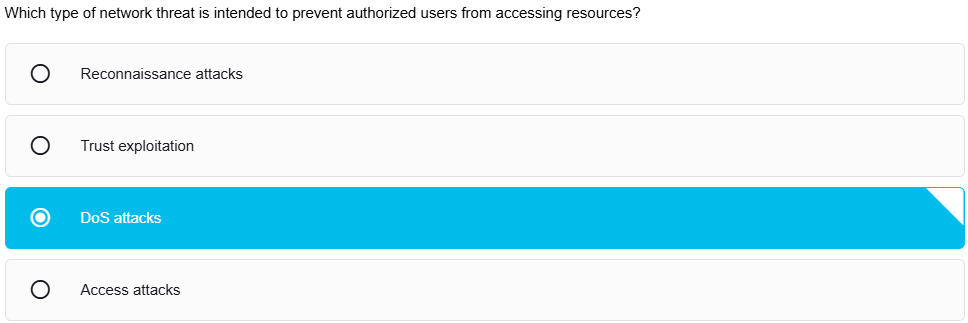 Which type of network threat is intended to prevent authorized users from accessing resources?
Reconnaissance attacks
Trust exploitation
DoS attacks
Access attacks